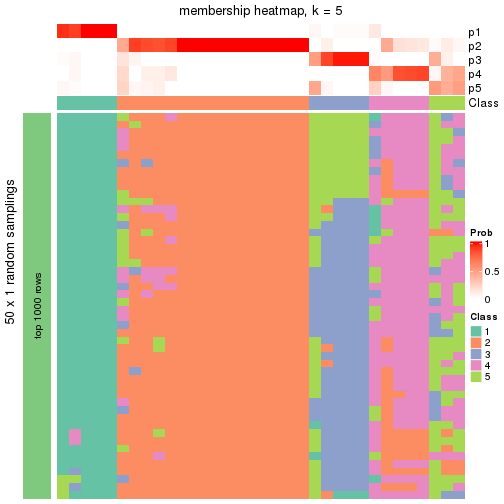 membership heatmap, k = 5
p1
p2
p3
p4
p5
Class
50 x 1 random samplings
top 1000 rows
Prob
1
0.5
0
Class
1
2
3
4
5